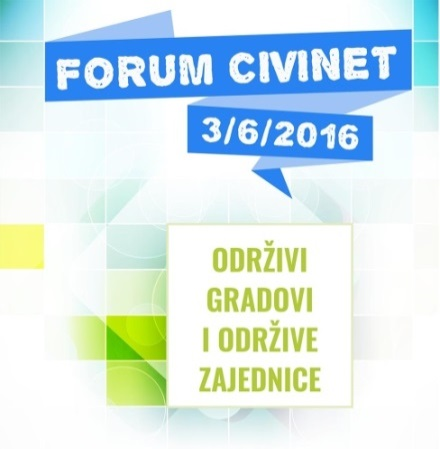 FORUM CIVINET
3/6/2016
ODRŽIVI
GRADOVI
I ODRŽIVE
ZAJEDNICE